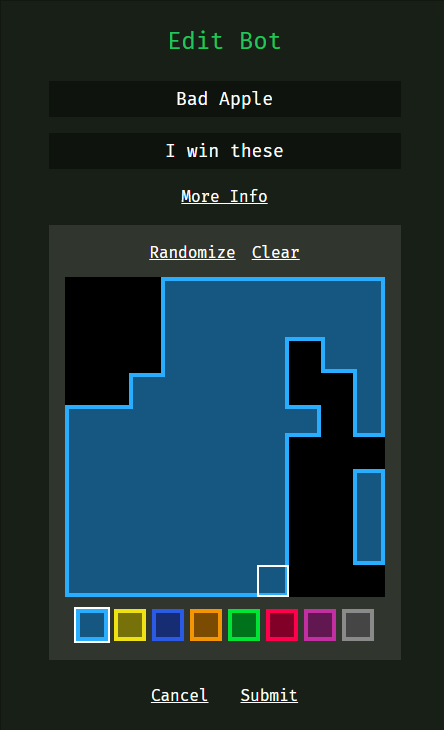 Edit Bot
Bad Apple
I win these
More Info
Randomize Clear
Cancel Submit